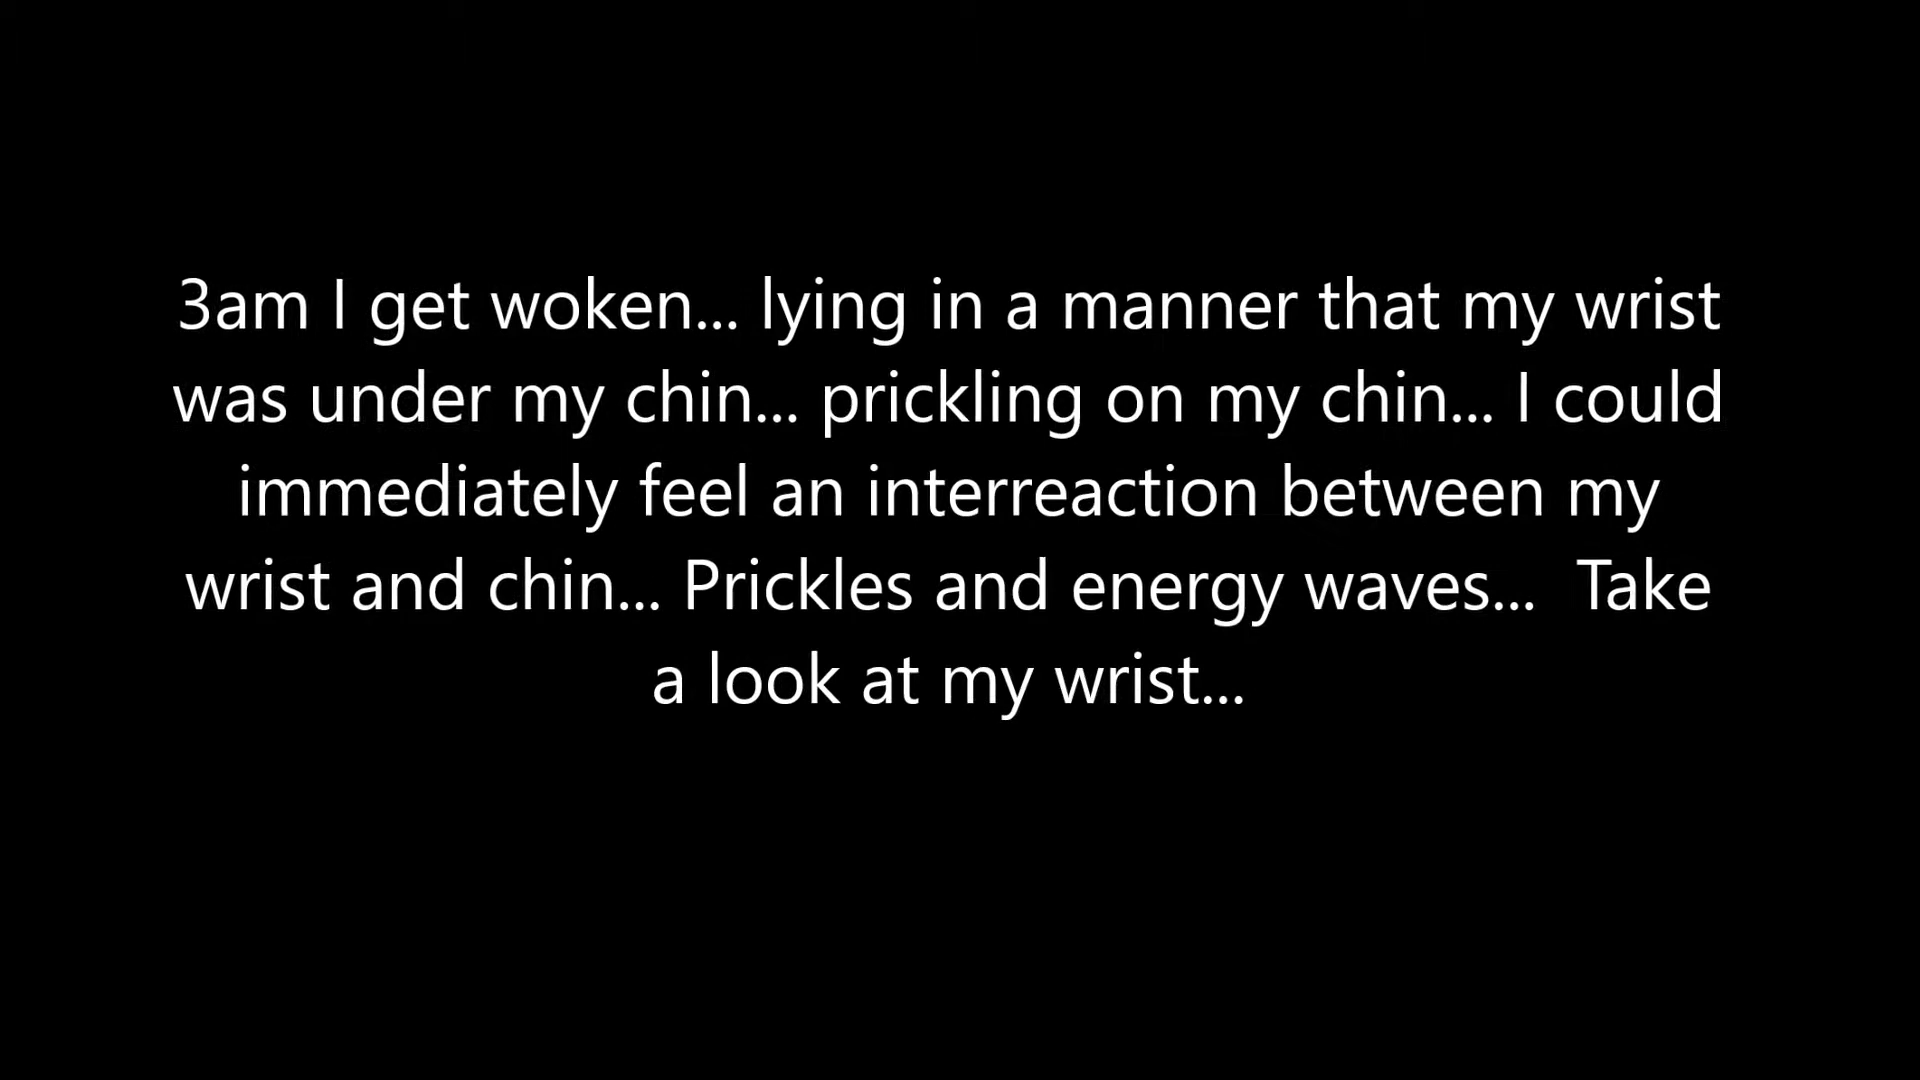 3am I get woken... lying in a manner that my wrist
was under my chin... prickling on my chin... I could
immediately feel an interreaction between my
wrist and chin... Prickles and energy waves...  Take
a look at my wrist...